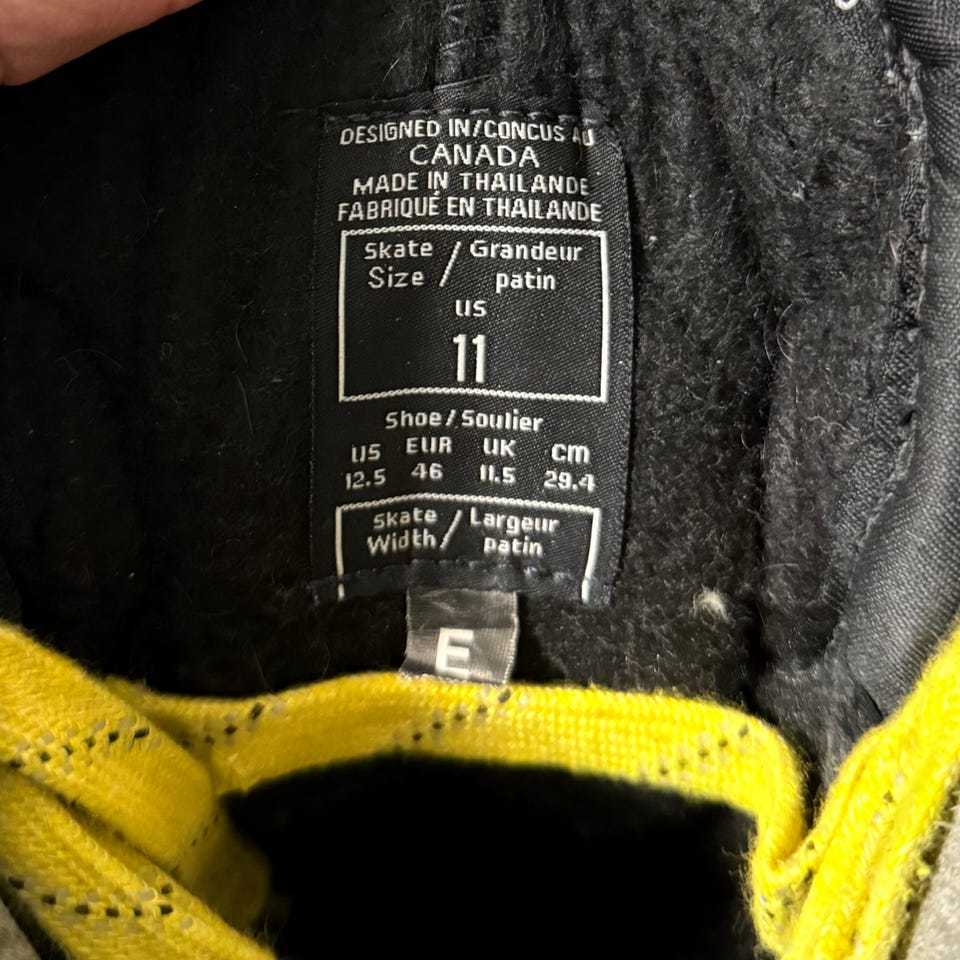 DESIGNED IN/CONCUS AU
CANADA
MADE IN THAILANDE
FABRIQUÉ EN THAILANDE
Skate / Grandeur
Size patin
US
11
Shoe/Soulier
US EUR UK cm
12.5 46 11.5 29.4
Skate / Largeur
Width patin
E